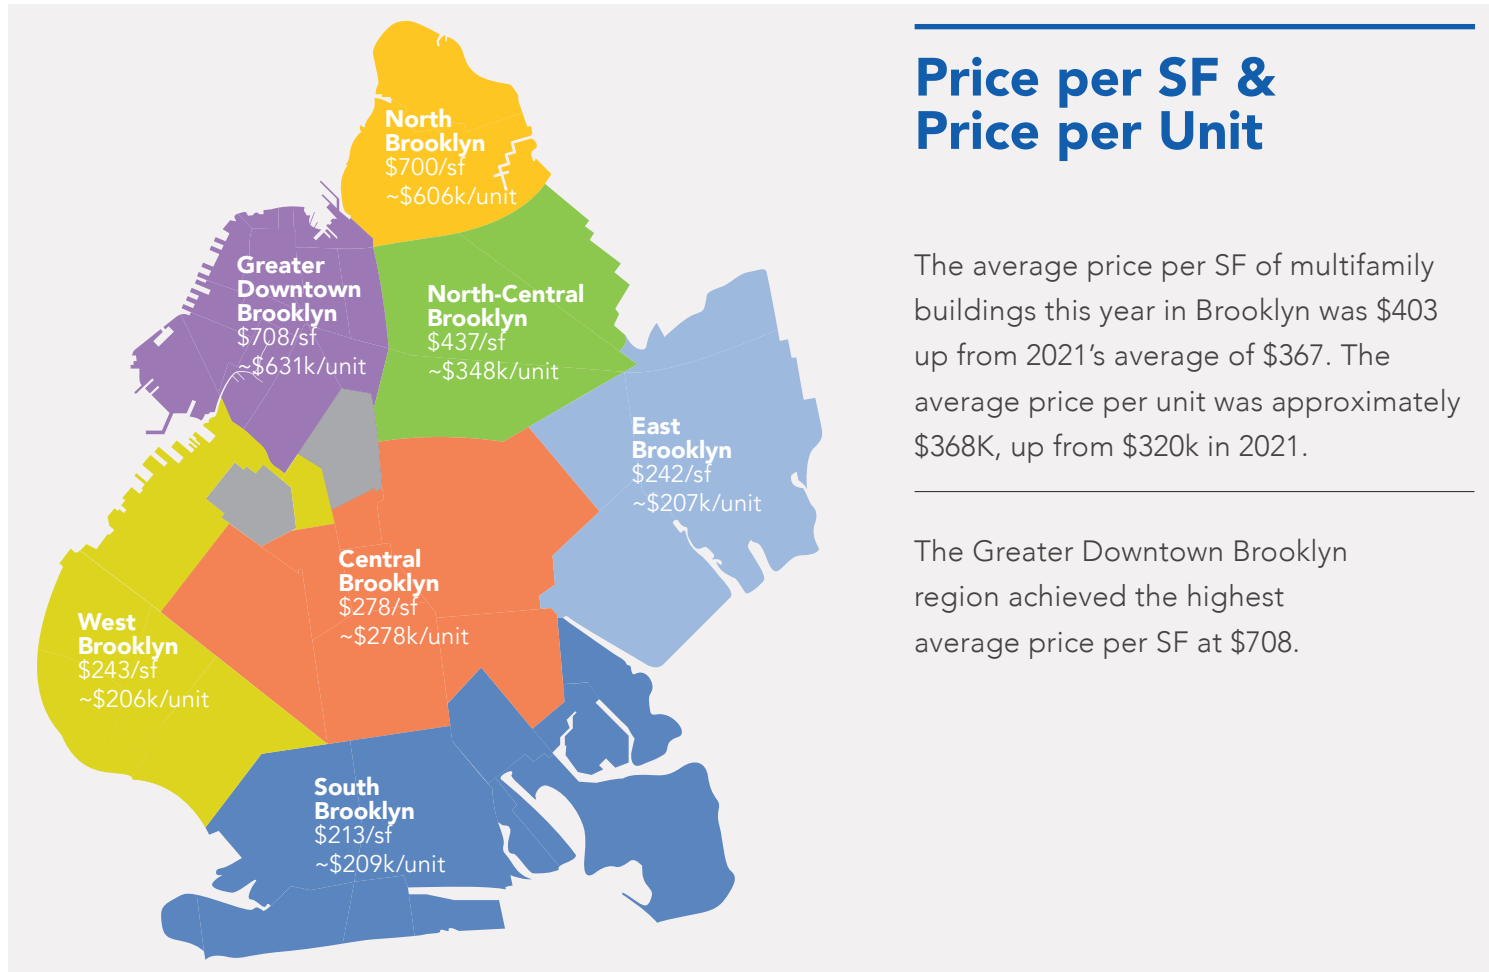 North
Brooklyn
$700/sf
~$606k/unit
Greater
Downtown
Brooklyn
$708/sf
~$631k/unit
North-Central
Brooklyn
$437/sf
~$348k/unit
East
Brooklyn
$242/sf
~$207k/unit
Central
Brooklyn
$278/sf
~$278k/unit
West
Brooklyn
$243/sf
~$206k/unit
South
Brooklyn
$213/sf
~$209k/unit
Price per SF &
Price per Unit
The average price per SF of multifamily
buildings this year in Brooklyn was $403
up from 2021’s average of $367. The
average price per unit was approximately
$368K, up from $320k in 2021.
The Greater Downtown Brooklyn
region achieved the highest
average price per SF at $708.